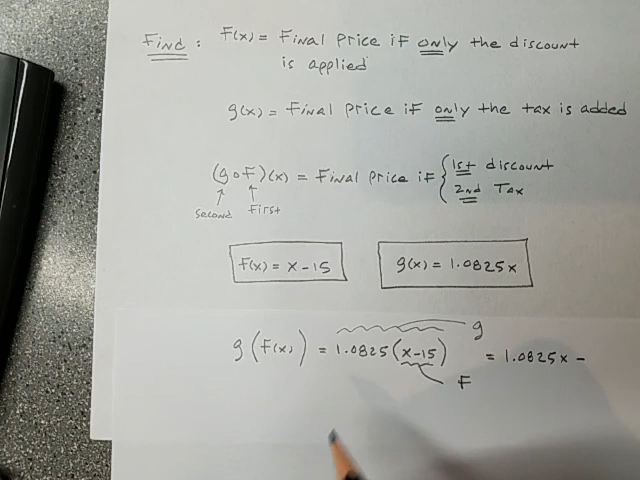 Find : F(x) = Final Price if only the discount
is applied
g(x) = Final Price if only the tax is added
(g o F)(x) = Final Price if { 1st discount
2nd Tax
second First
F(x) = x - 15 g(x) = 1.0825x
g
g(F(x)) = 1.0825(x-15) = 1.0825x -
F